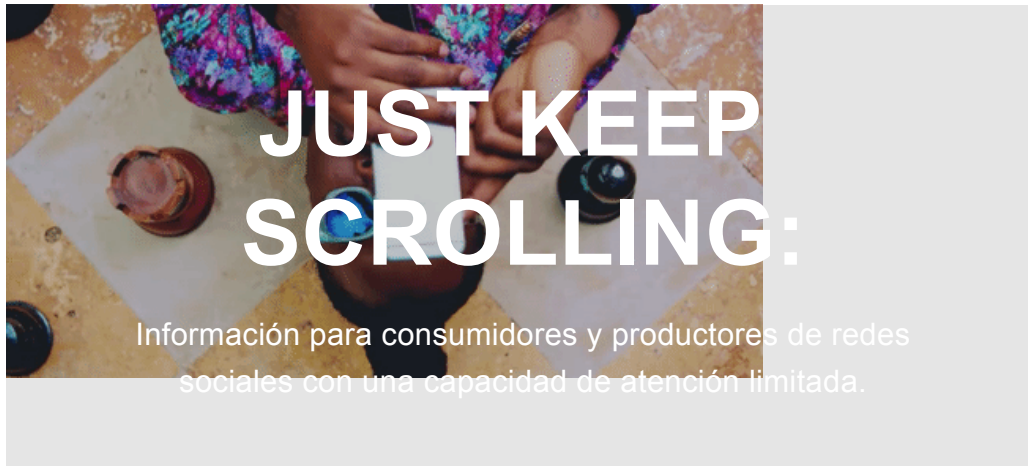 JUST KEEP
SCROLLING:
Información para consumidores y productores de redes
sociales con una capacidad de atención limitada.